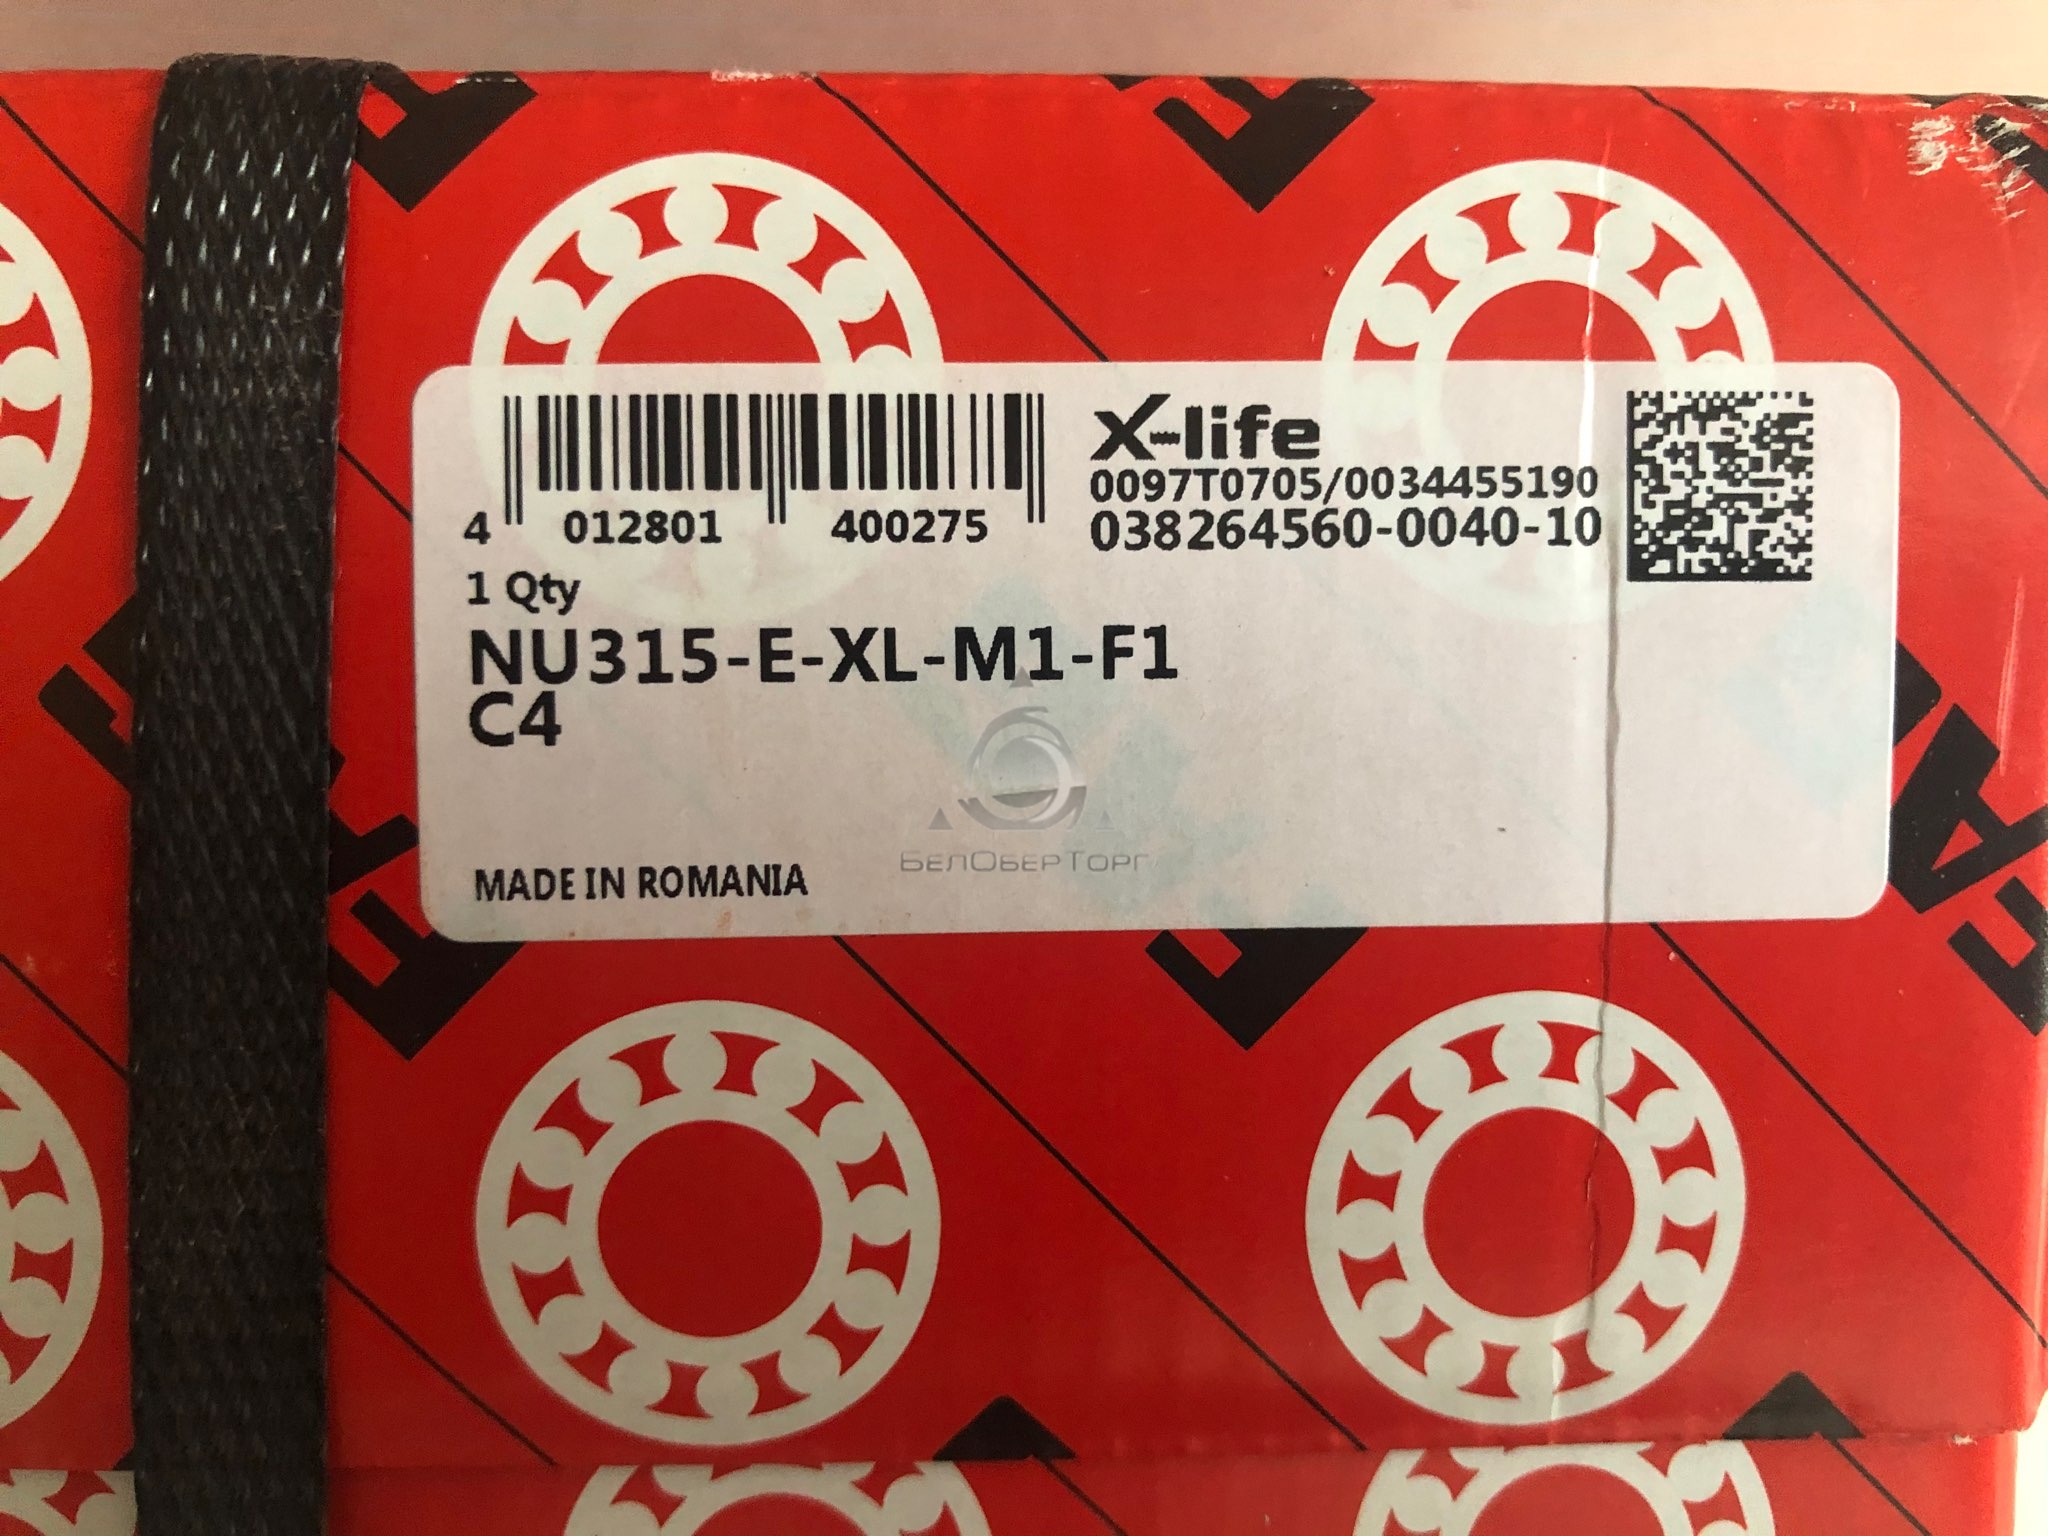 X-life
0097T0705/0034455190
038264560-0040-10
4 012801 400275
1 Qty
NU315-E-XL-M1-F1
C4
БелОберТорг
MADE IN ROMANIA